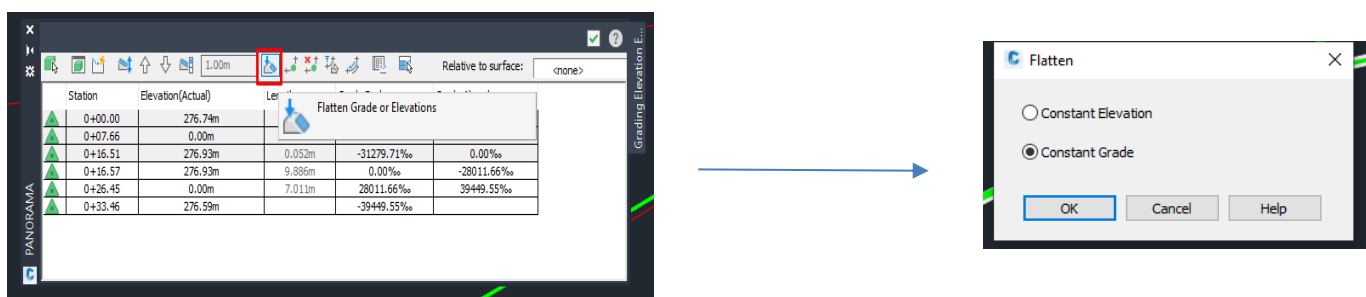 1.00m
Relative to surface: <none>
Station Elevation(Actual)
Flatten Grade or Elevations
0+00.00 276.74m
0+07.66 0.00m
0+16.51 276.93m 0.052m -31279.71‰ 0.00‰
0+16.57 276.93m 9.886m 0.00‰ -28011.66‰
0+26.45 0.00m 7.011m 28011.66‰ 39449.55‰
0+33.46 276.59m -39449.55‰
PANORAMA
Grading Elevation E...
Flatten
Constant Elevation
Constant Grade
OK Cancel Help